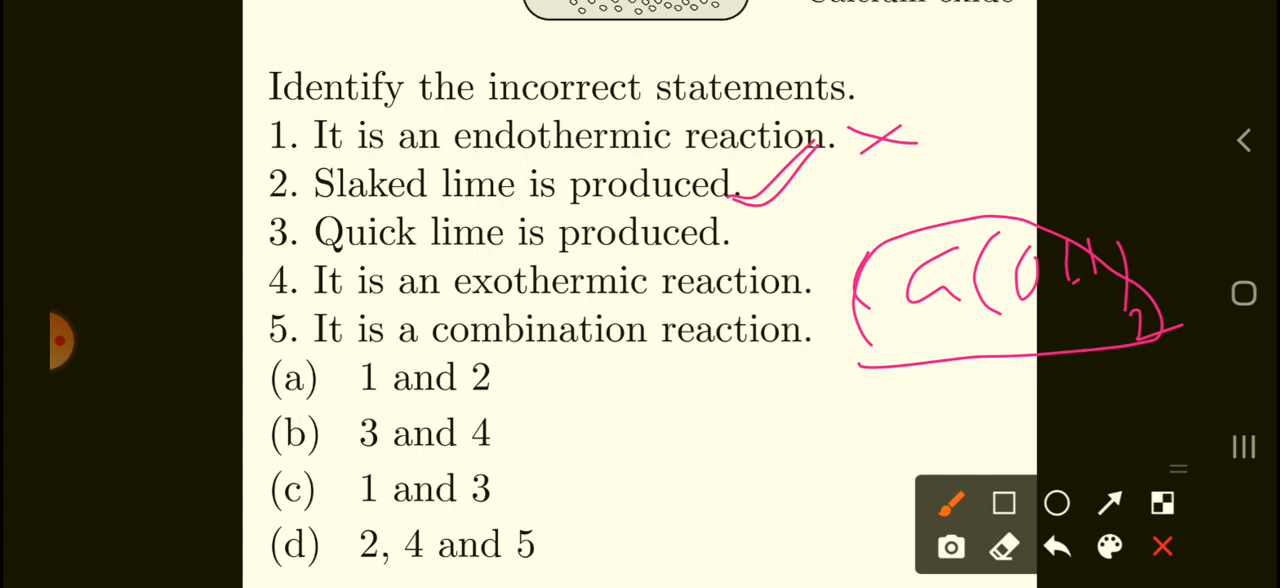 Identify the incorrect statements.
1. It is an endothermic reaction.
2. Slaked lime is produced.
3. Quick lime is produced.
4. It is an exothermic reaction.
Ca(OH)2
5. It is a combination reaction.
(a) 1 and 2
(b) 3 and 4
(c) 1 and 3
(d) 2, 4 and 5